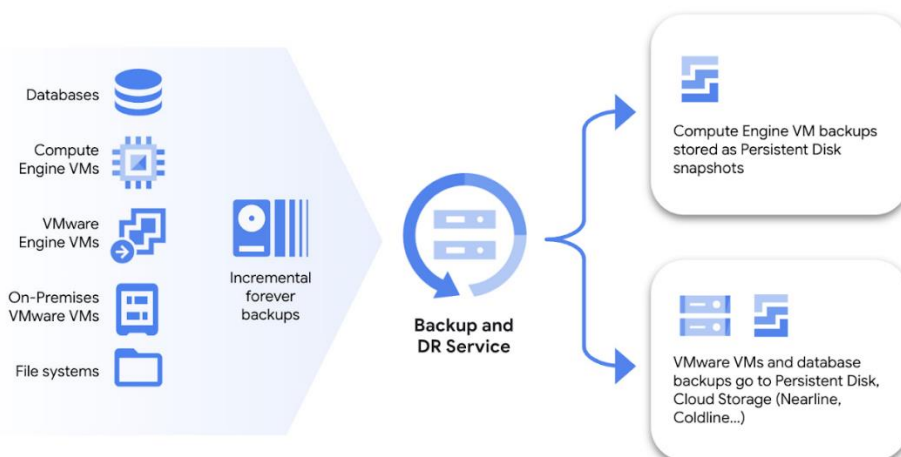 Databases
Compute
Engine VMs
VMware
Engine VMs
On-Premises
VMware VMs
File systems
Incremental
forever
backups
Backup and
DR Service
Compute Engine VM backups
stored as Persistent Disk
snapshots
VMware VMs and database
backups go to Persistent Disk,
Cloud Storage (Nearline,
Coldline...)